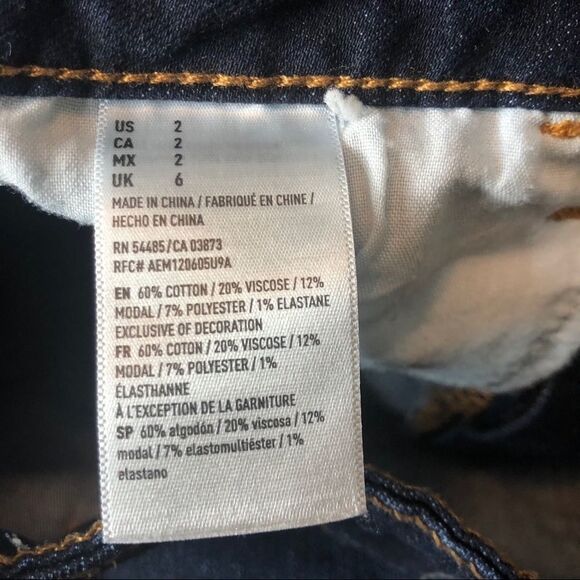 US 2
CA 2
MX 2
UK 6
MADE IN CHINA / FABRIQUÉ EN CHINE /
HECHO EN CHINA
RN 54485/CA 03873
RFC# AEM120605U9A
EN 60% COTTON / 20% VISCOSE / 12%
MODAL / 7% POLYESTER / 1% ELASTANE
EXCLUSIVE OF DECORATION
FR 60% COTON / 20% VISCOSE / 12%
MODAL / 7% POLYESTER / 1%
ÉLASTHANNE
À L'EXCEPTION DE LA GARNITURE
SP 60% algodón / 20% viscosa / 12%
modal / 7% elastomultiéster / 1%
elastano